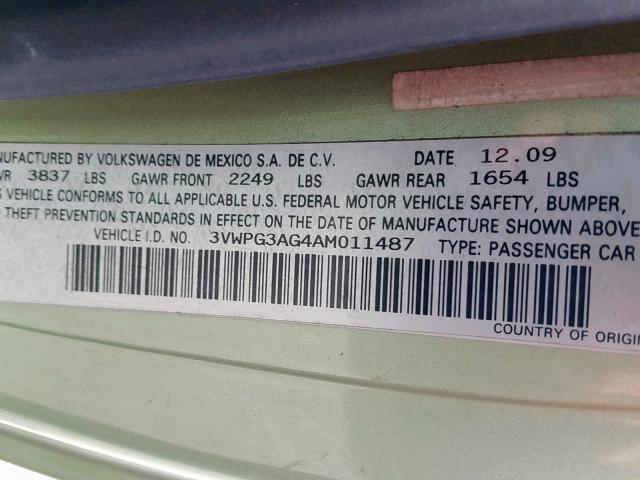 MANUFACTURED BY VOLKSWAGEN DE MEXICO S.A. DE C.V. DATE 12.09
3837 LBS GAWR FRONT 2249 LBS GAWR REAR 1654 LBS
VEHICLE CONFORMS TO ALL APPLICABLE U.S. FEDERAL MOTOR VEHICLE SAFETY, BUMPER,
THEFT PREVENTION STANDARDS IN EFFECT ON THE DATE OF MANUFACTURE SHOWN ABOVE
VEHICLE I.D. NO. 3VWPG3AG4AM011487 TYPE: PASSENGER CAR
COUNTRY OF ORIGIN